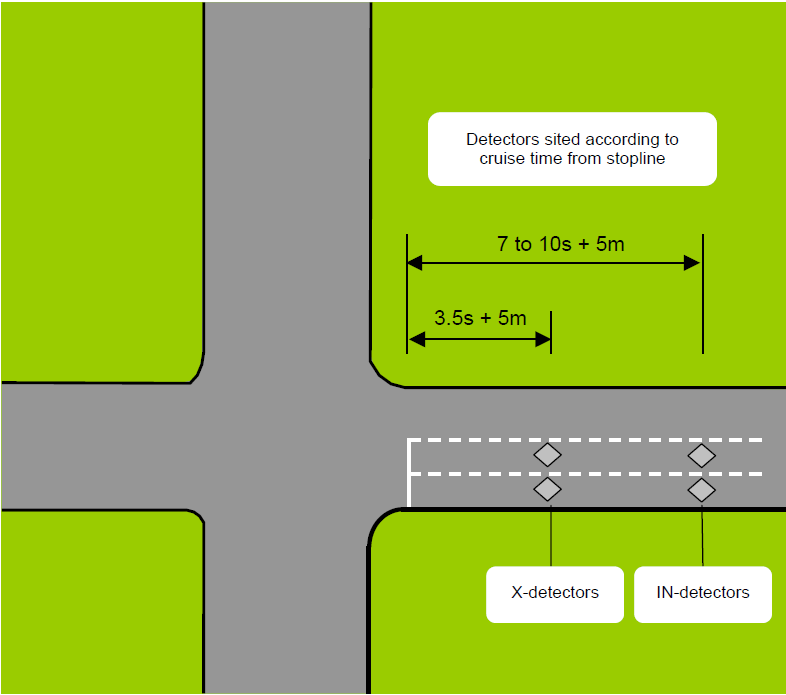 Detectors sited according to
cruise time from stopline
7 to 10s + 5m
3.5s + 5m
X-detectors
IN-detectors